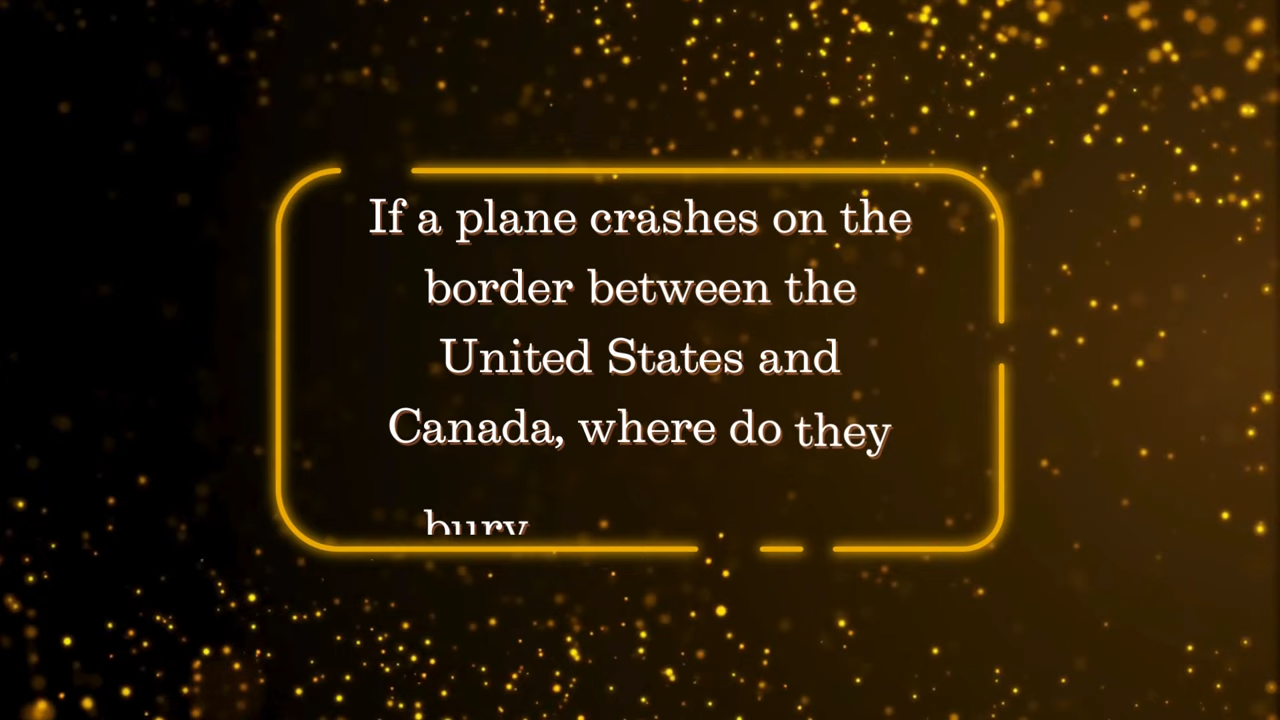 If a plane crashes on the
border between the
United States and
Canada, where do they
bury